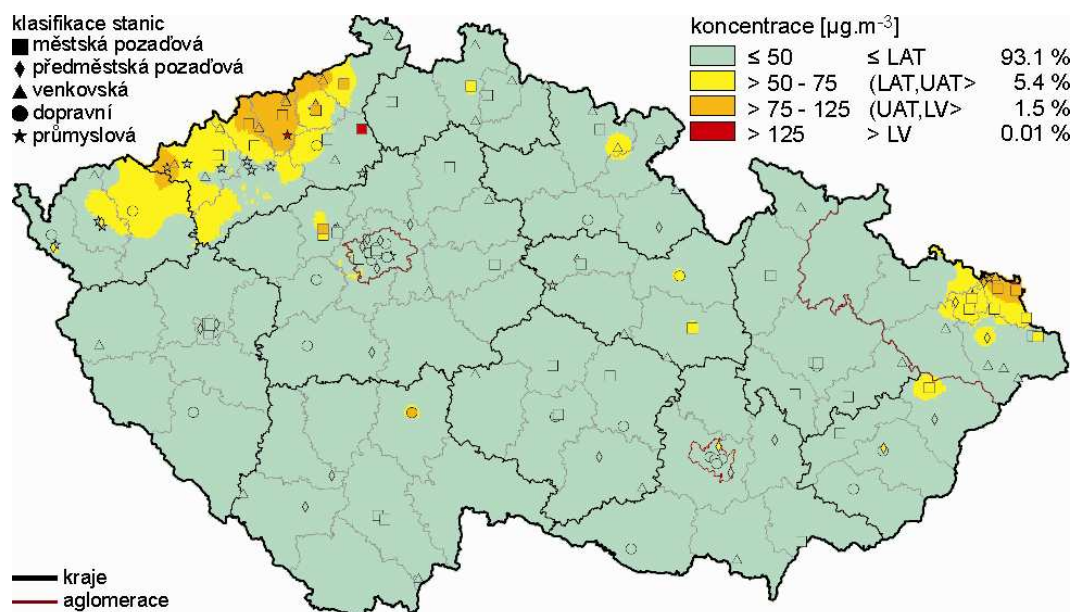 klasifikace stanic
městská pozaďová
předměstská pozaďová
venkovská
dopravní
průmyslová
koncentrace [µg.m⁻³]
≤ 50 ≤ LAT 93.1 %
> 50 - 75 (LAT,UAT> 5.4 %
> 75 - 125 (UAT,LV> 1.5 %
> 125 > LV 0.01 %
kraje
aglomerace